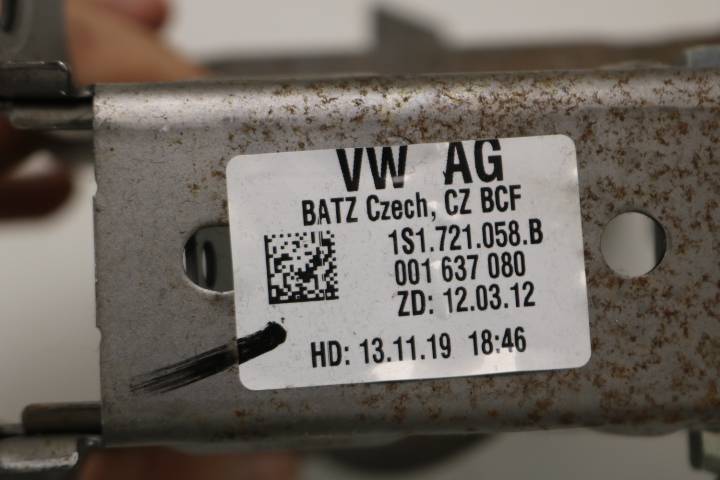 VW AG
BATZ Czech, CZ BCF
1S1.721.058.B
001 637 080
ZD: 12.03.12
HD: 13.11.19 18:46